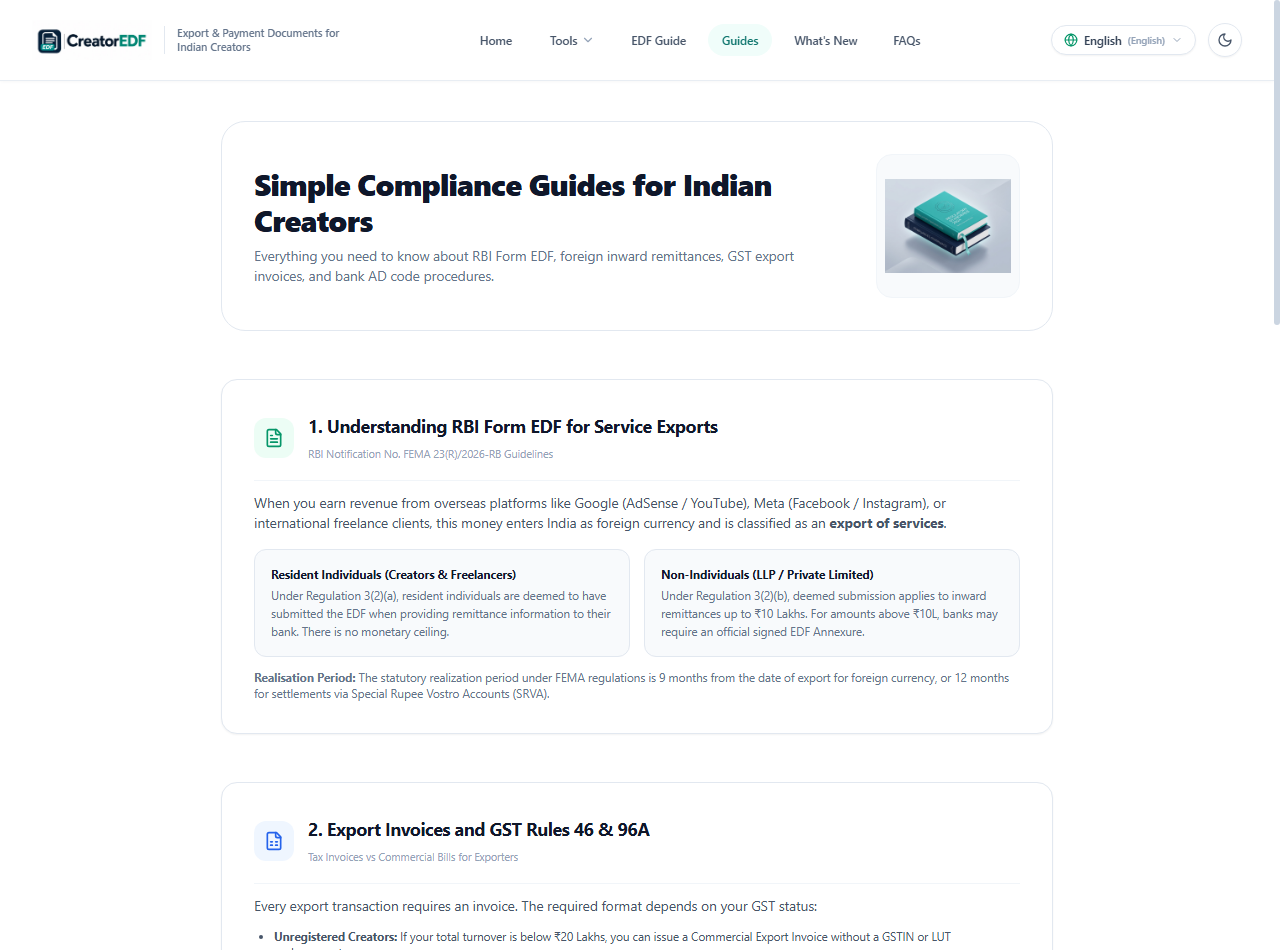 CreatorEDF
Export & Payment Documents for
Indian Creators
Home
Tools
EDF Guide
Guides
What's New
FAQs
English (English)
Simple Compliance Guides for Indian
Creators
Everything you need to know about RBI Form EDF, foreign inward remittances, GST export
invoices, and bank AD code procedures.
1. Understanding RBI Form EDF for Service Exports
RBI Notification No. FEMA 23(R)/2026-RB Guidelines
When you earn revenue from overseas platforms like Google (AdSense / YouTube), Meta (Facebook / Instagram), or
international freelance clients, this money enters India as foreign currency and is classified as an export of services.
Resident Individuals (Creators & Freelancers)
Under Regulation 3(2)(a), resident individuals are deemed to have
submitted the EDF when providing remittance information to their
bank. There is no monetary ceiling.
Non-Individuals (LLP / Private Limited)
Under Regulation 3(2)(b), deemed submission applies to inward
remittances up to ₹10 Lakhs. For amounts above ₹10L, banks may
require an official signed EDF Annexure.
Realisation Period: The statutory realization period under FEMA regulations is 9 months from the date of export for foreign currency, or 12 months
for settlements via Special Rupee Vostro Accounts (SRVA).
2. Export Invoices and GST Rules 46 & 96A
Tax Invoices vs Commercial Bills for Exporters
Every export transaction requires an invoice. The required format depends on your GST status:
• Unregistered Creators: If your total turnover is below ₹20 Lakhs, you can issue a Commercial Export Invoice without a GSTIN or LUT